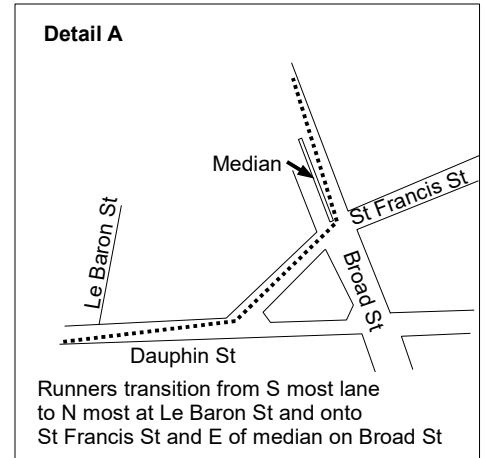 Detail A
Median
St Francis St
Le Baron St
Broad St
Dauphin St
Runners transition from S most lane
to N most at Le Baron St and onto
St Francis St and E of median on Broad St